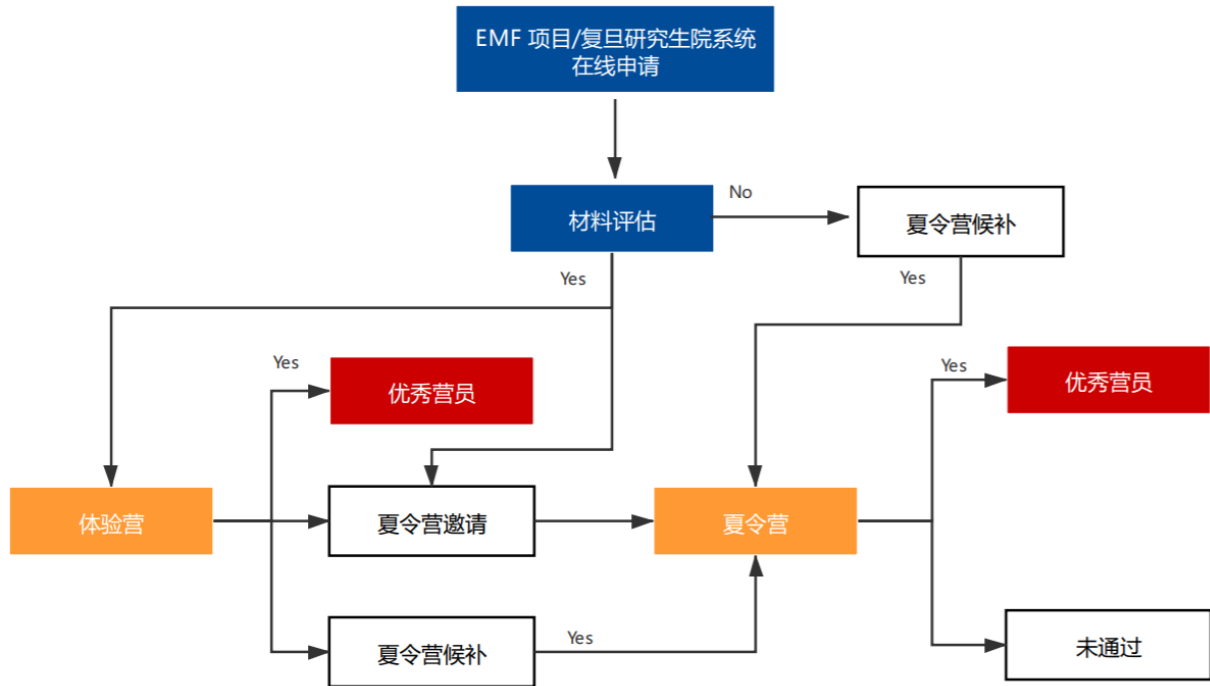 EMF 项目/复旦研究生院系统
在线申请
No
材料评估
夏令营候补
Yes
Yes
Yes
优秀营员
Yes
优秀营员
体验营
夏令营邀请
夏令营
夏令营候补
Yes
未通过